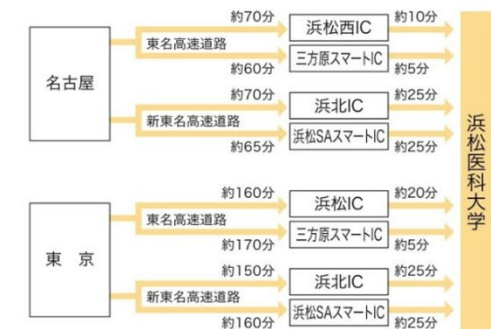 名古屋
東名高速道路
約70分
浜松西IC
約10分
約60分
三方原スマートIC
約5分
新東名高速道路
約70分
浜北IC
約25分
約65分
浜松SAスマートIC
約25分
東 京
東名高速道路
約160分
浜松IC
約20分
約170分
三方原スマートIC
約5分
新東名高速道路
約150分
浜北IC
約25分
約160分
浜松SAスマートIC
約25分
浜松医科大学